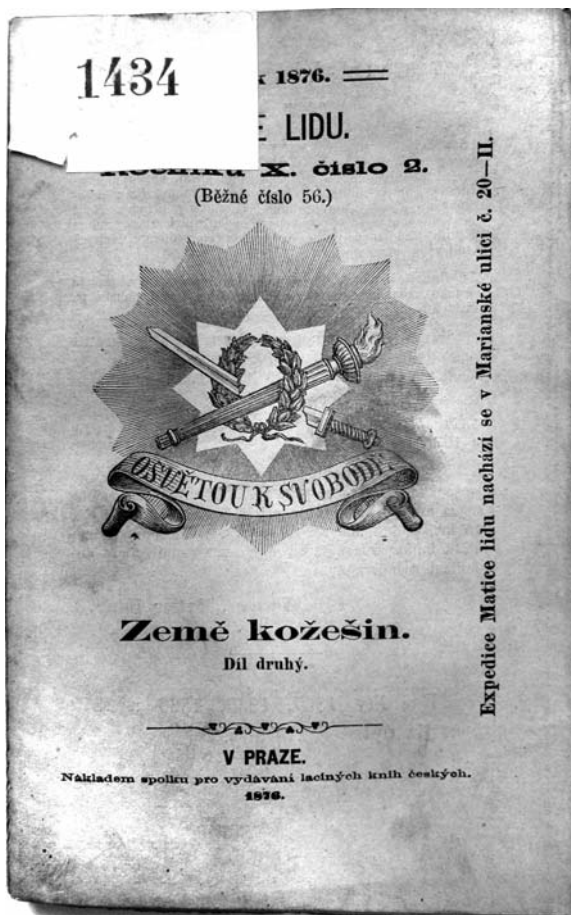 1434
1876.
E LIDU.
X. číslo 2.
(Běžné číslo 56.)
OSVĚTOU K SVOBODĚ.
Země kožešin.
Díl druhý.
V PRAZE.
Nákladem spolku pro vydávání laciných knih českých.
1876.
Expedice Matice lidu nachází se v Marianské ulici č. 20—II.